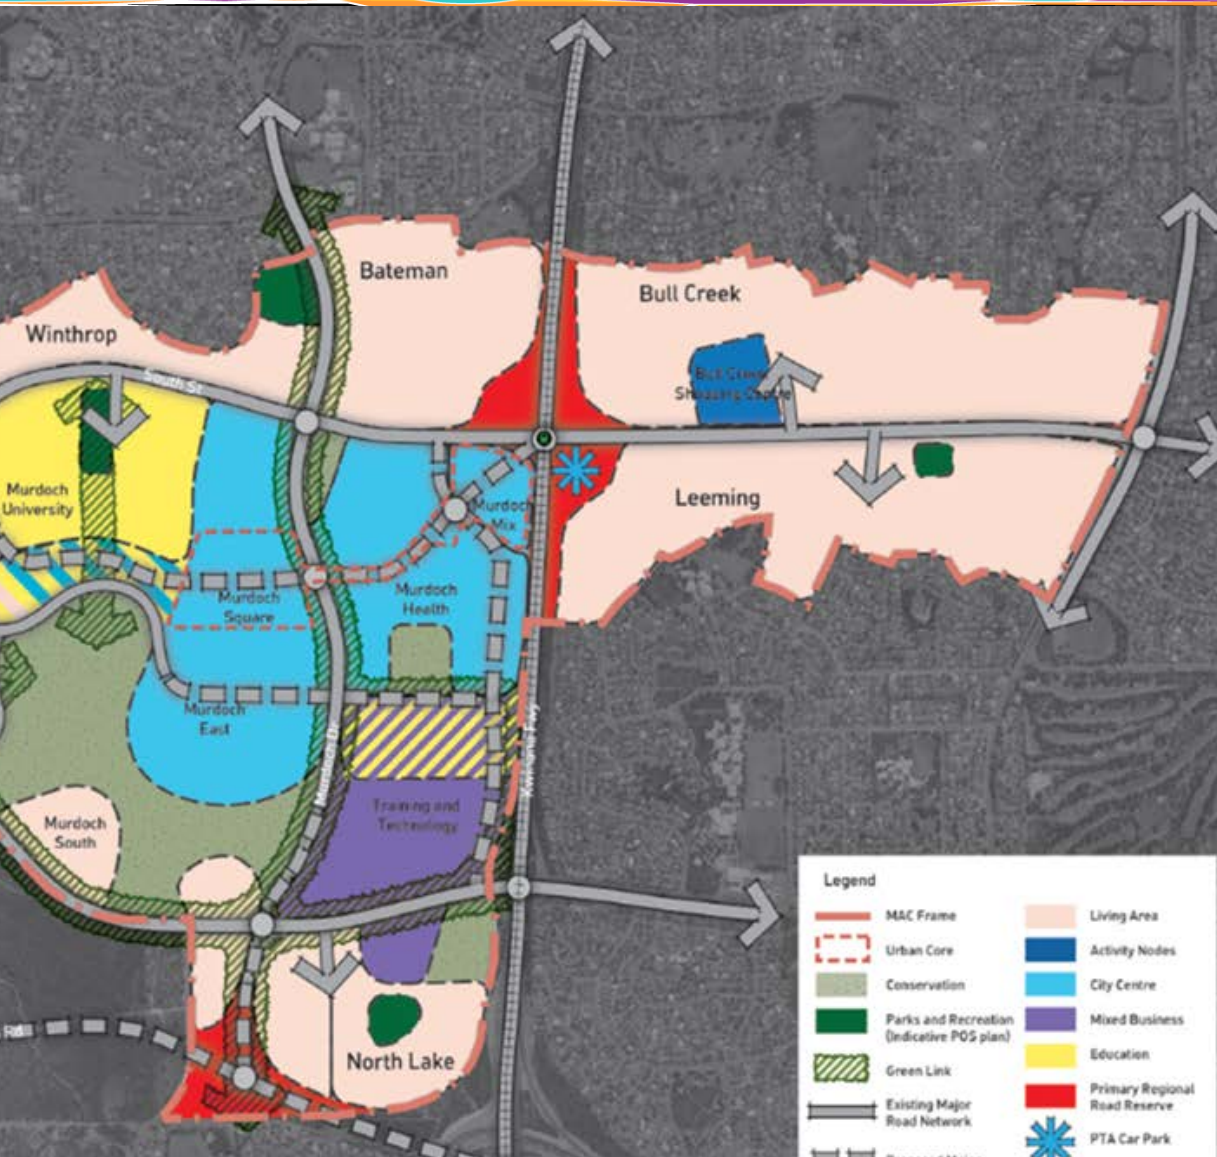 Bateman
Bull Creek
Winthrop
South St
Bull Creek
Shopping Centre
Murdoch
University
Leeming
Murdoch
Mix
Murdoch
Square
Murdoch
Health
Murdoch
East
Murdoch Dr
Kwinana Fwy
Training and
Technology
Murdoch
South
North Lake
Rd
Legend
MAC Frame
Urban Core
Conservation
Parks and Recreation
(Indicative POS plan)
Green Link
Existing Major
Road Network
Living Area
Activity Nodes
City Centre
Mixed Business
Education
Primary Regional
Road Reserve
PTA Car Park